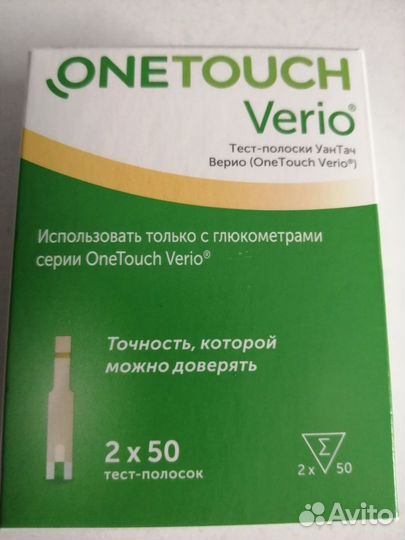 ONETOUCH
Verio®
Тест-полоски УанТач
Верио (OneTouch Verio®)
Использовать только с глюкометрами
серии OneTouch Verio®
Точность, которой
можно доверять
2 x 50
тест-полосок
2 x Σ 50
Avito